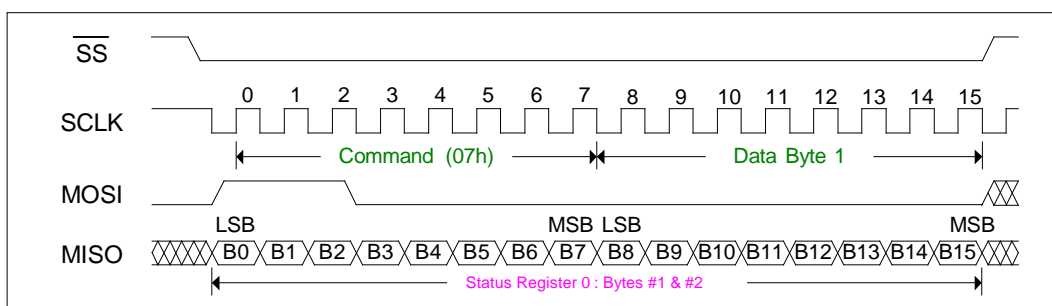 SS
0 1 2 3 4 5 6 7 8 9 10 11 12 13 14 15
SCLK
Command (07h) Data Byte 1
MOSI
LSB MSB LSB MSB
MISO B0 B1 B2 B3 B4 B5 B6 B7 B8 B9 B10 B11 B12 B13 B14 B15
Status Register 0 : Bytes #1 & #2